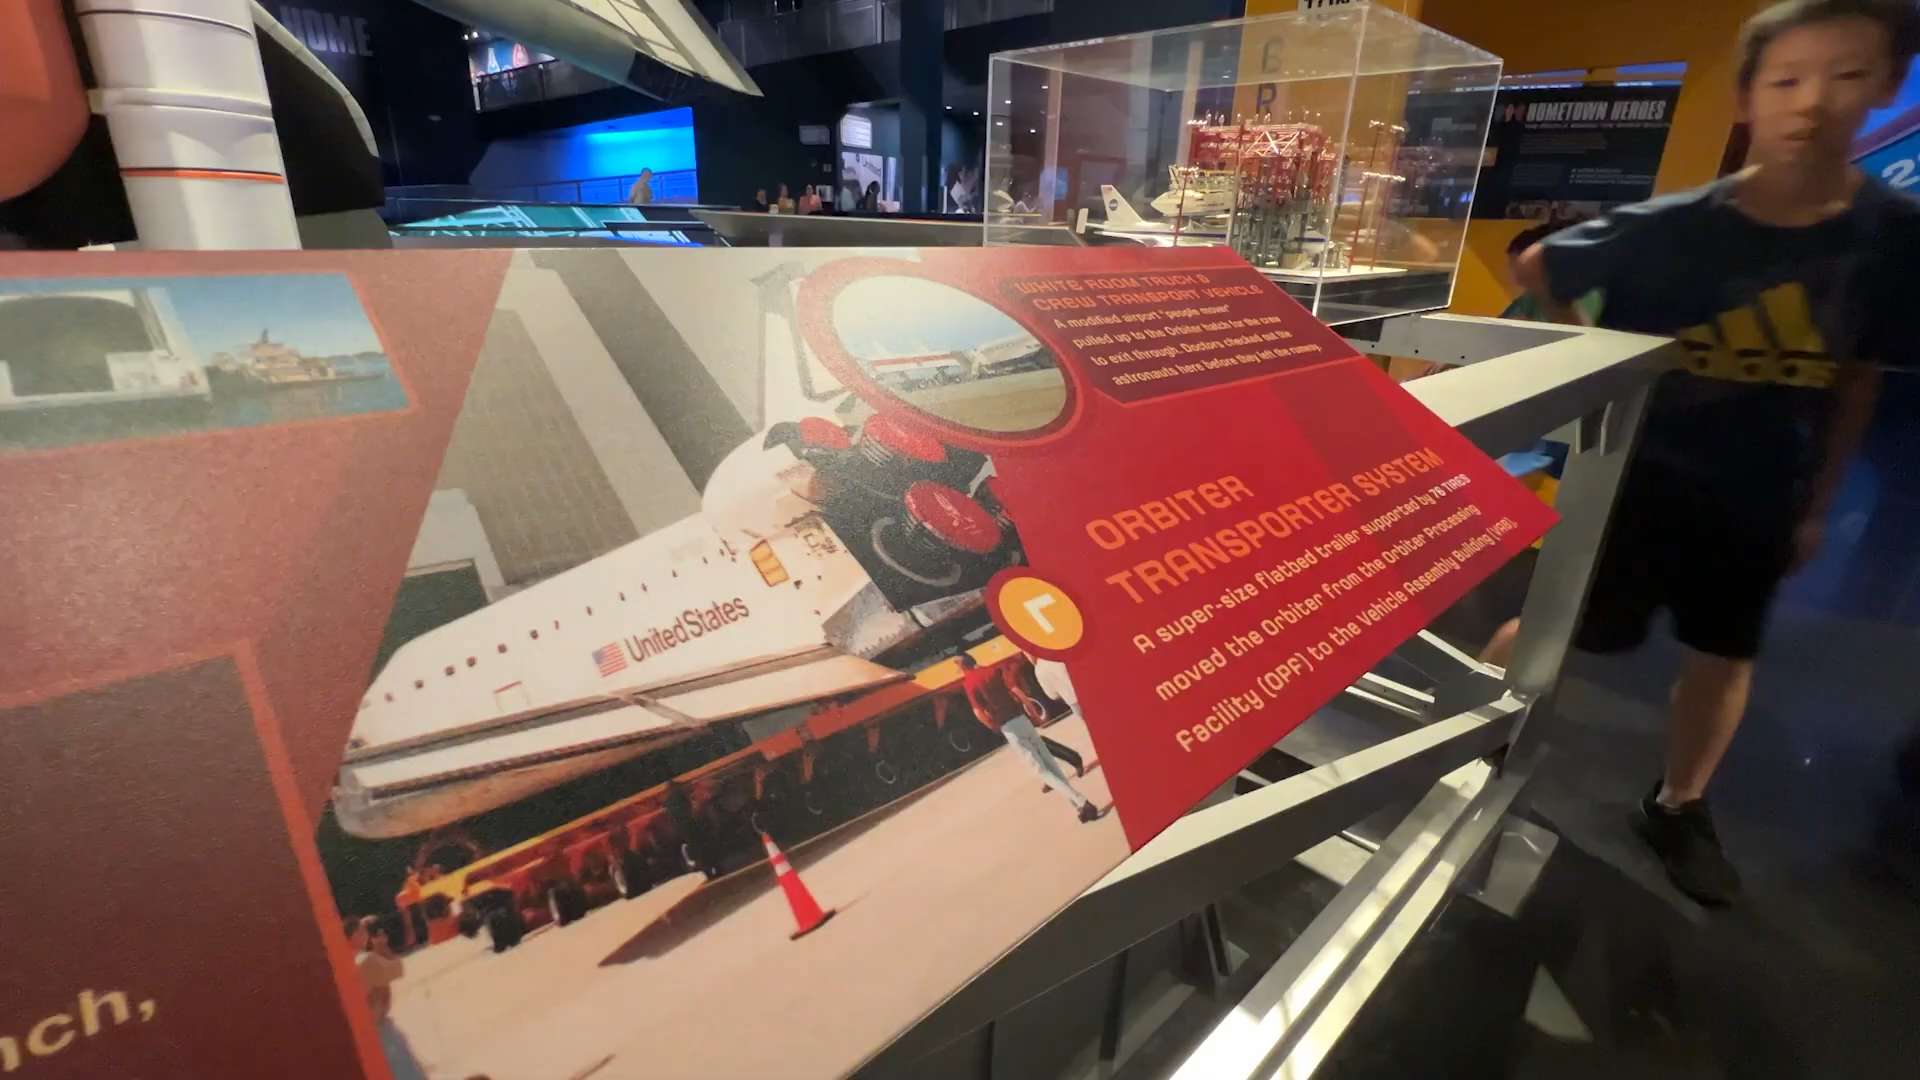 HOME
HOMETOWN HEROES
WHITE ROOM TRUCK &
CREW TRANSPORT VEHICLE
A modified airport "people mover"
pulled up to the Orbiter hatch for the crew
to exit through. Doctors checked out the
astronauts here before they left the runway.
ORBITER
TRANSPORTER SYSTEM
A super-size flatbed trailer supported by 76 TIRES
moved the Orbiter from the Orbiter Processing
Facility (OPF) to the Vehicle Assembly Building (VAB).
United States
nch,
adidas